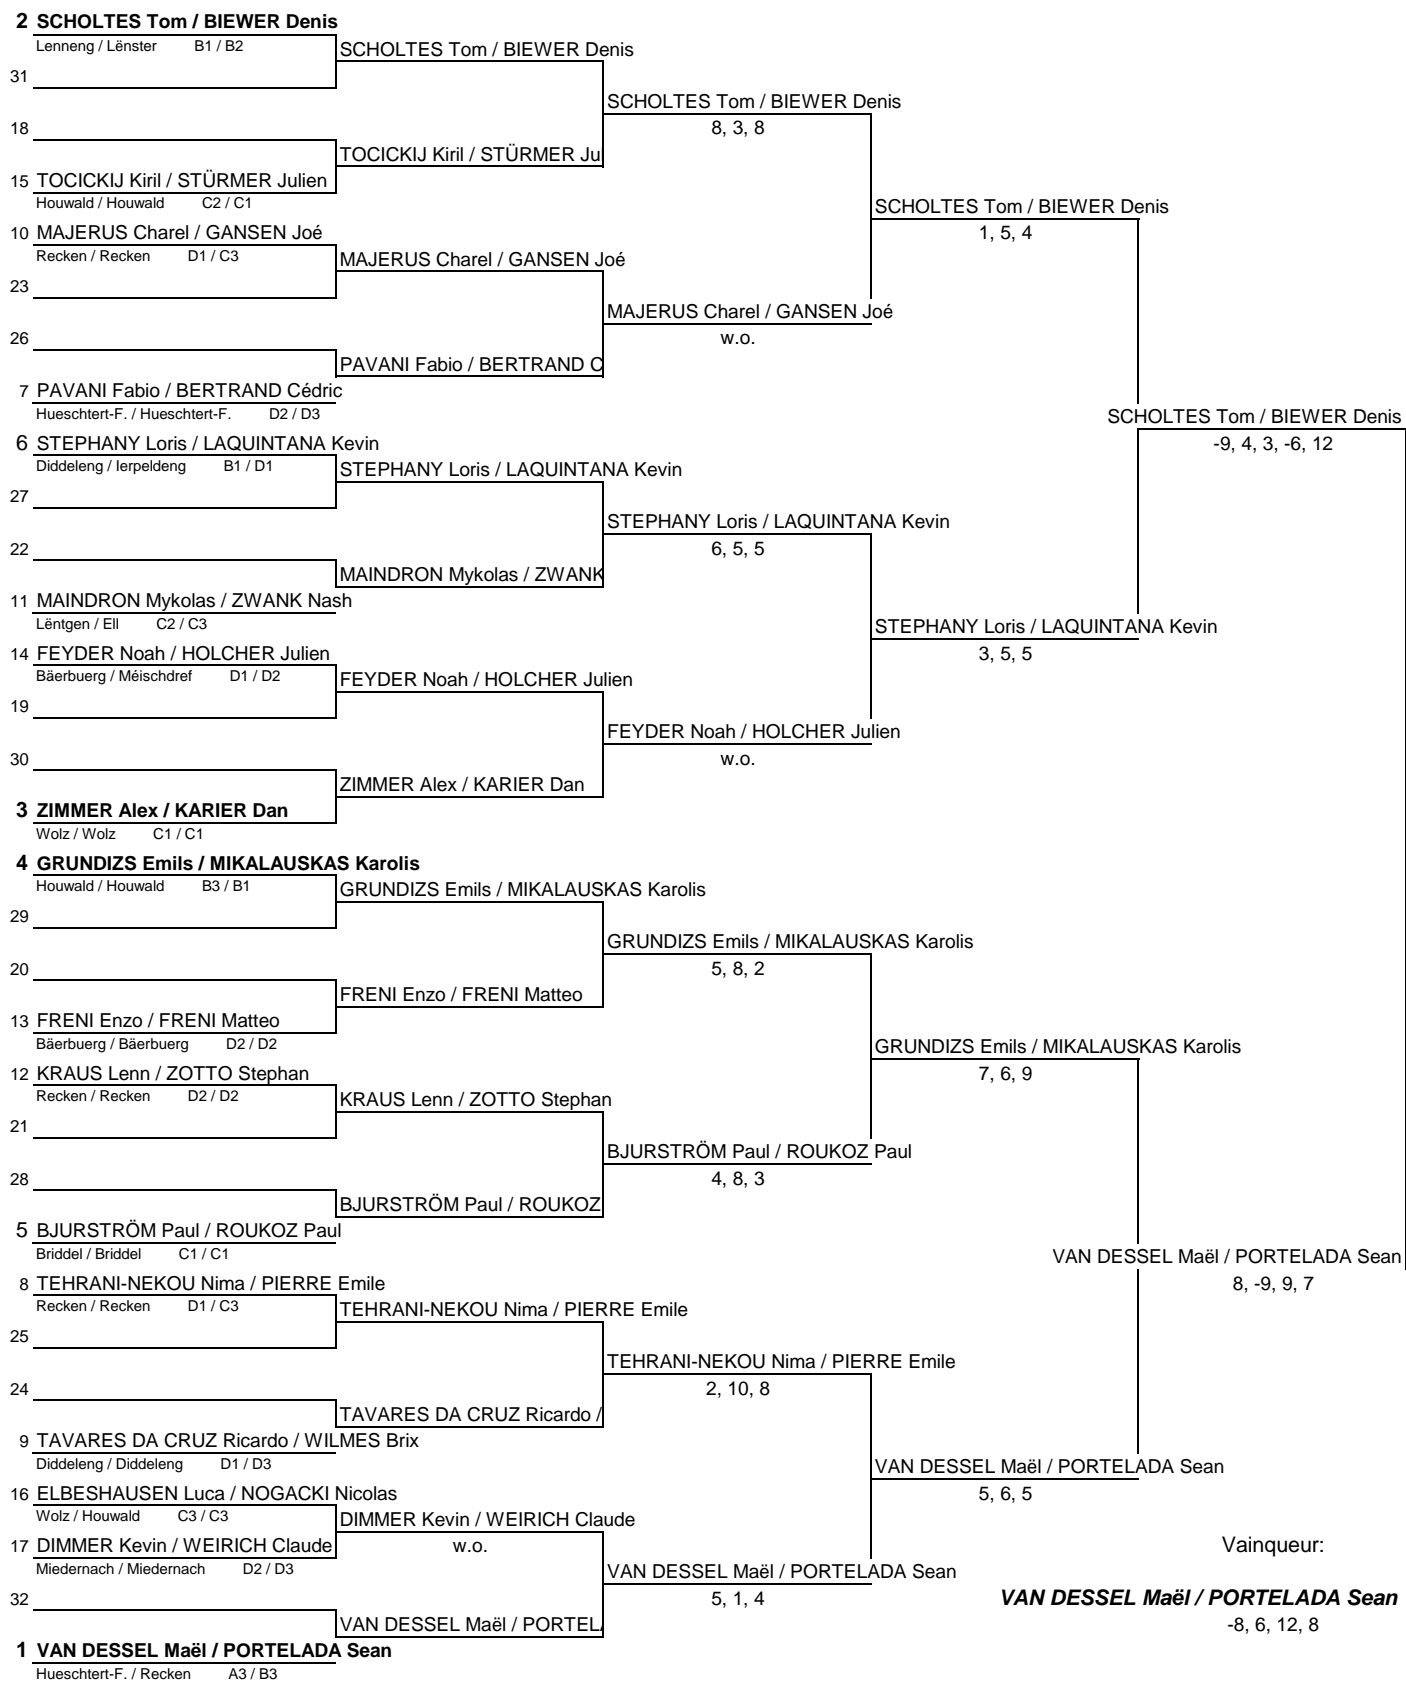 2 SCHOLTES Tom / BIEWER Denis
Lenneng / Lënster B1 / B2
SCHOLTES Tom / BIEWER Denis
31
SCHOLTES Tom / BIEWER Denis
8, 3, 8
18
TOCICKIJ Kiril / STÜRMER Ju
15 TOCICKIJ Kiril / STÜRMER Julien
Houwald / Houwald C2 / C1
SCHOLTES Tom / BIEWER Denis
1, 5, 4
10 MAJERUS Charel / GANSEN Joé
Recken / Recken D1 / C3
MAJERUS Charel / GANSEN Joé
23
MAJERUS Charel / GANSEN Joé
w.o.
26
PAVANI Fabio / BERTRAND C
7 PAVANI Fabio / BERTRAND Cédric
Hueschtert-F. / Hueschtert-F. D2 / D3
SCHOLTES Tom / BIEWER Denis
-9, 4, 3, -6, 12
6 STEPHANY Loris / LAQUINTANA Kevin
Diddeleng / Ierpeldeng B1 / D1
STEPHANY Loris / LAQUINTANA Kevin
27
STEPHANY Loris / LAQUINTANA Kevin
6, 5, 5
22
MAINDRON Mykolas / ZWANK
11 MAINDRON Mykolas / ZWANK Nash
Lëntgen / Ell C2 / C3
STEPHANY Loris / LAQUINTANA Kevin
3, 5, 5
14 FEYDER Noah / HOLCHER Julien
Bäerbuerg / Méischdref D1 / D2
FEYDER Noah / HOLCHER Julien
19
FEYDER Noah / HOLCHER Julien
w.o.
30
ZIMMER Alex / KARIER Dan
3 ZIMMER Alex / KARIER Dan
Wolz / Wolz C1 / C1
4 GRUNDIZS Emils / MIKALAUSKAS Karolis
Houwald / Houwald B3 / B1
GRUNDIZS Emils / MIKALAUSKAS Karolis
29
GRUNDIZS Emils / MIKALAUSKAS Karolis
5, 8, 2
20
FRENI Enzo / FRENI Matteo
13 FRENI Enzo / FRENI Matteo
Bäerbuerg / Bäerbuerg D2 / D2
GRUNDIZS Emils / MIKALAUSKAS Karolis
7, 6, 9
12 KRAUS Lenn / ZOTTO Stephan
Recken / Recken D2 / D2
KRAUS Lenn / ZOTTO Stephan
21
BJURSTRÖM Paul / ROUKOZ Paul
4, 8, 3
28
BJURSTRÖM Paul / ROUKOZ
5 BJURSTRÖM Paul / ROUKOZ Paul
Briddel / Briddel C1 / C1
VAN DESSEL Maël / PORTELADA Sean
8, -9, 9, 7
8 TEHRANI-NEKOU Nima / PIERRE Emile
Recken / Recken D1 / C3
TEHRANI-NEKOU Nima / PIERRE Emile
25
TEHRANI-NEKOU Nima / PIERRE Emile
2, 10, 8
24
TAVARES DA CRUZ Ricardo /
9 TAVARES DA CRUZ Ricardo / WILMES Brix
Diddeleng / Diddeleng D1 / D3
VAN DESSEL Maël / PORTELADA Sean
5, 6, 5
16 ELBESHAUSEN Luca / NOGACKI Nicolas
Wolz / Houwald C3 / C3
DIMMER Kevin / WEIRICH Claude
w.o.
17 DIMMER Kevin / WEIRICH Claude
Miedernach / Miedernach D2 / D3
VAN DESSEL Maël / PORTELADA Sean
5, 1, 4
32
VAN DESSEL Maël / PORTEL
1 VAN DESSEL Maël / PORTELADA Sean
Hueschtert-F. / Recken A3 / B3
Vainqueur:
VAN DESSEL Maël / PORTELADA Sean
-8, 6, 12, 8